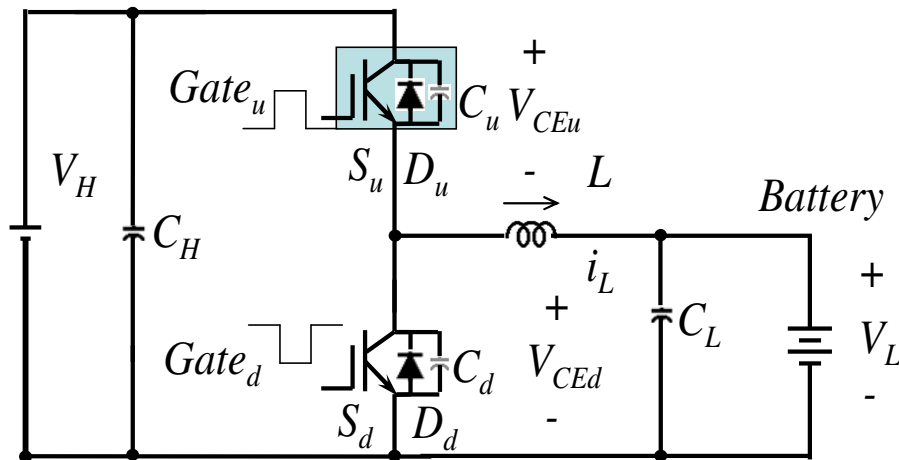 +
Gate_u
C_u V_CEu
S_u D_u
-
L
V_H
Battery
C_H
i_L
+
+
Gate_d
C_d
V_CEd
C_L
V_L
S_d D_d
-
-